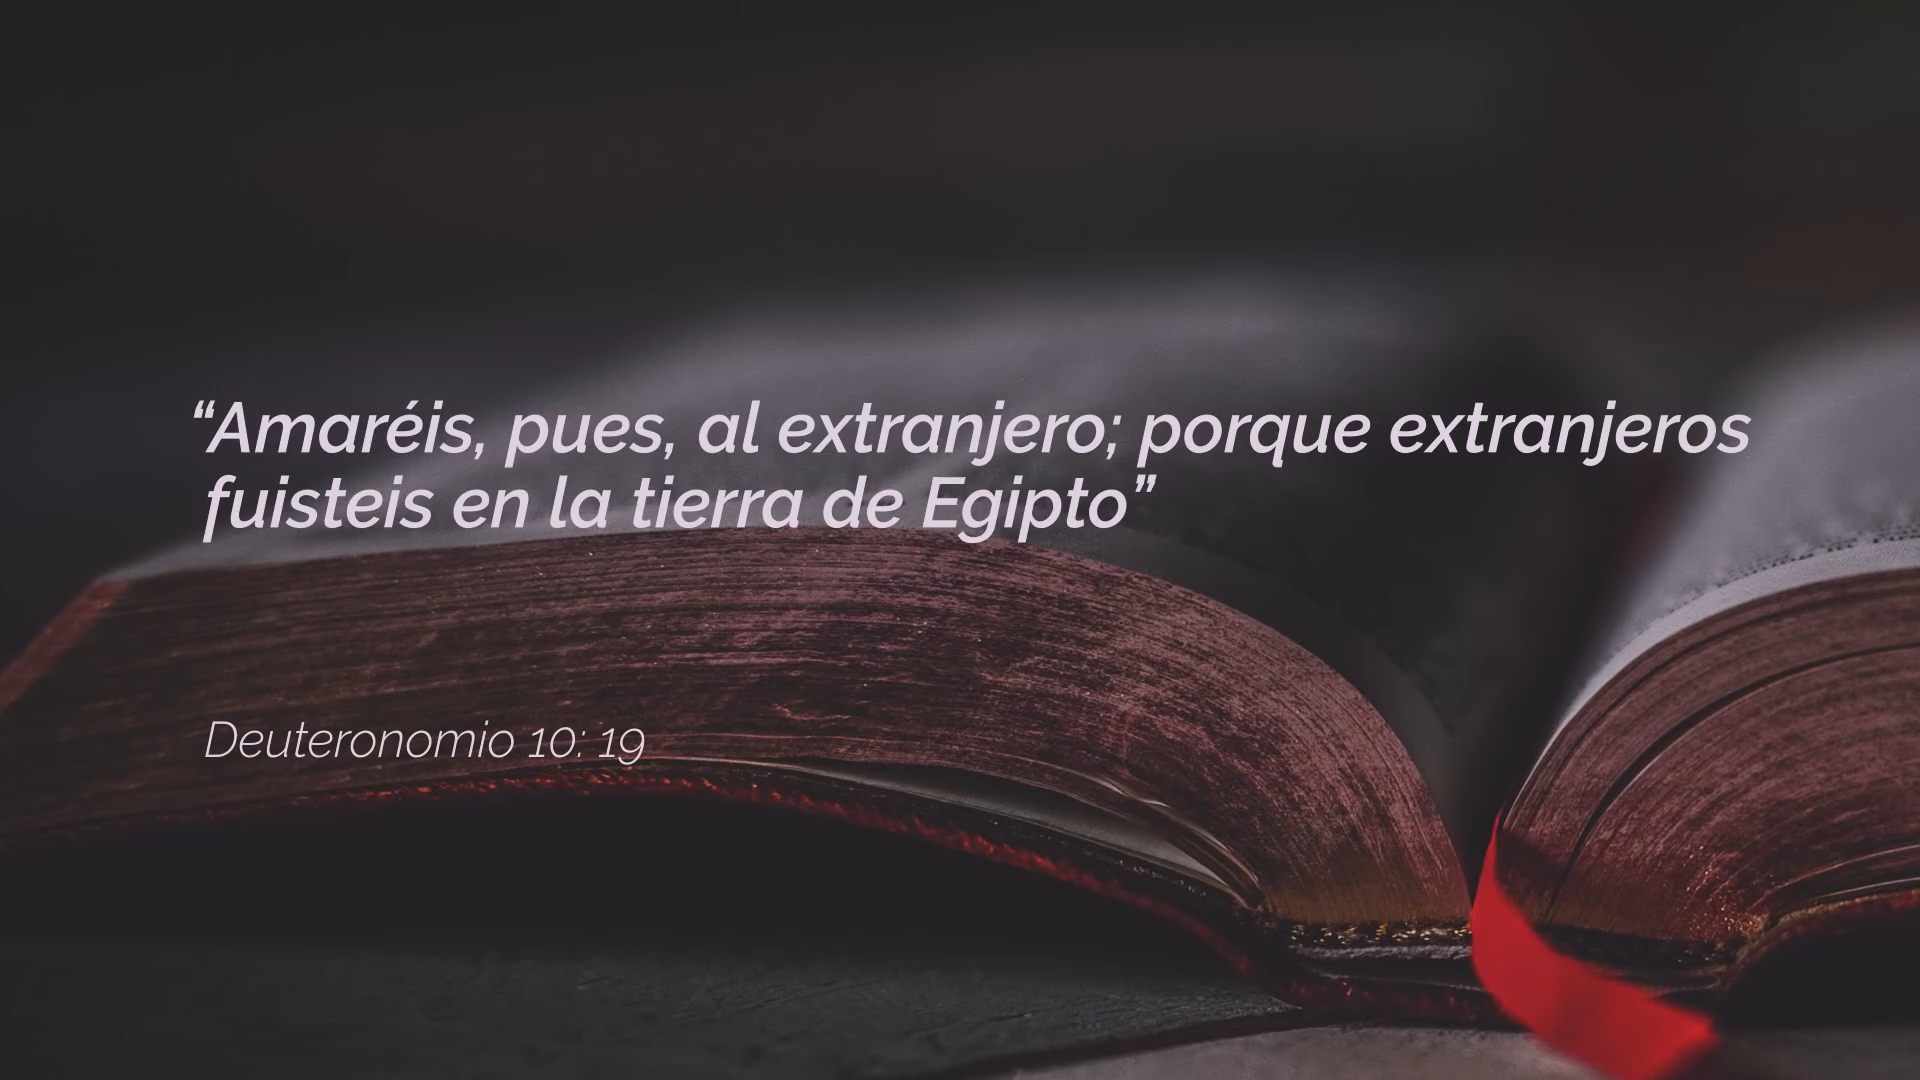 “Amaréis, pues, al extranjero; porque extranjeros
fuisteis en la tierra de Egipto”
Deuteronomio 10: 19